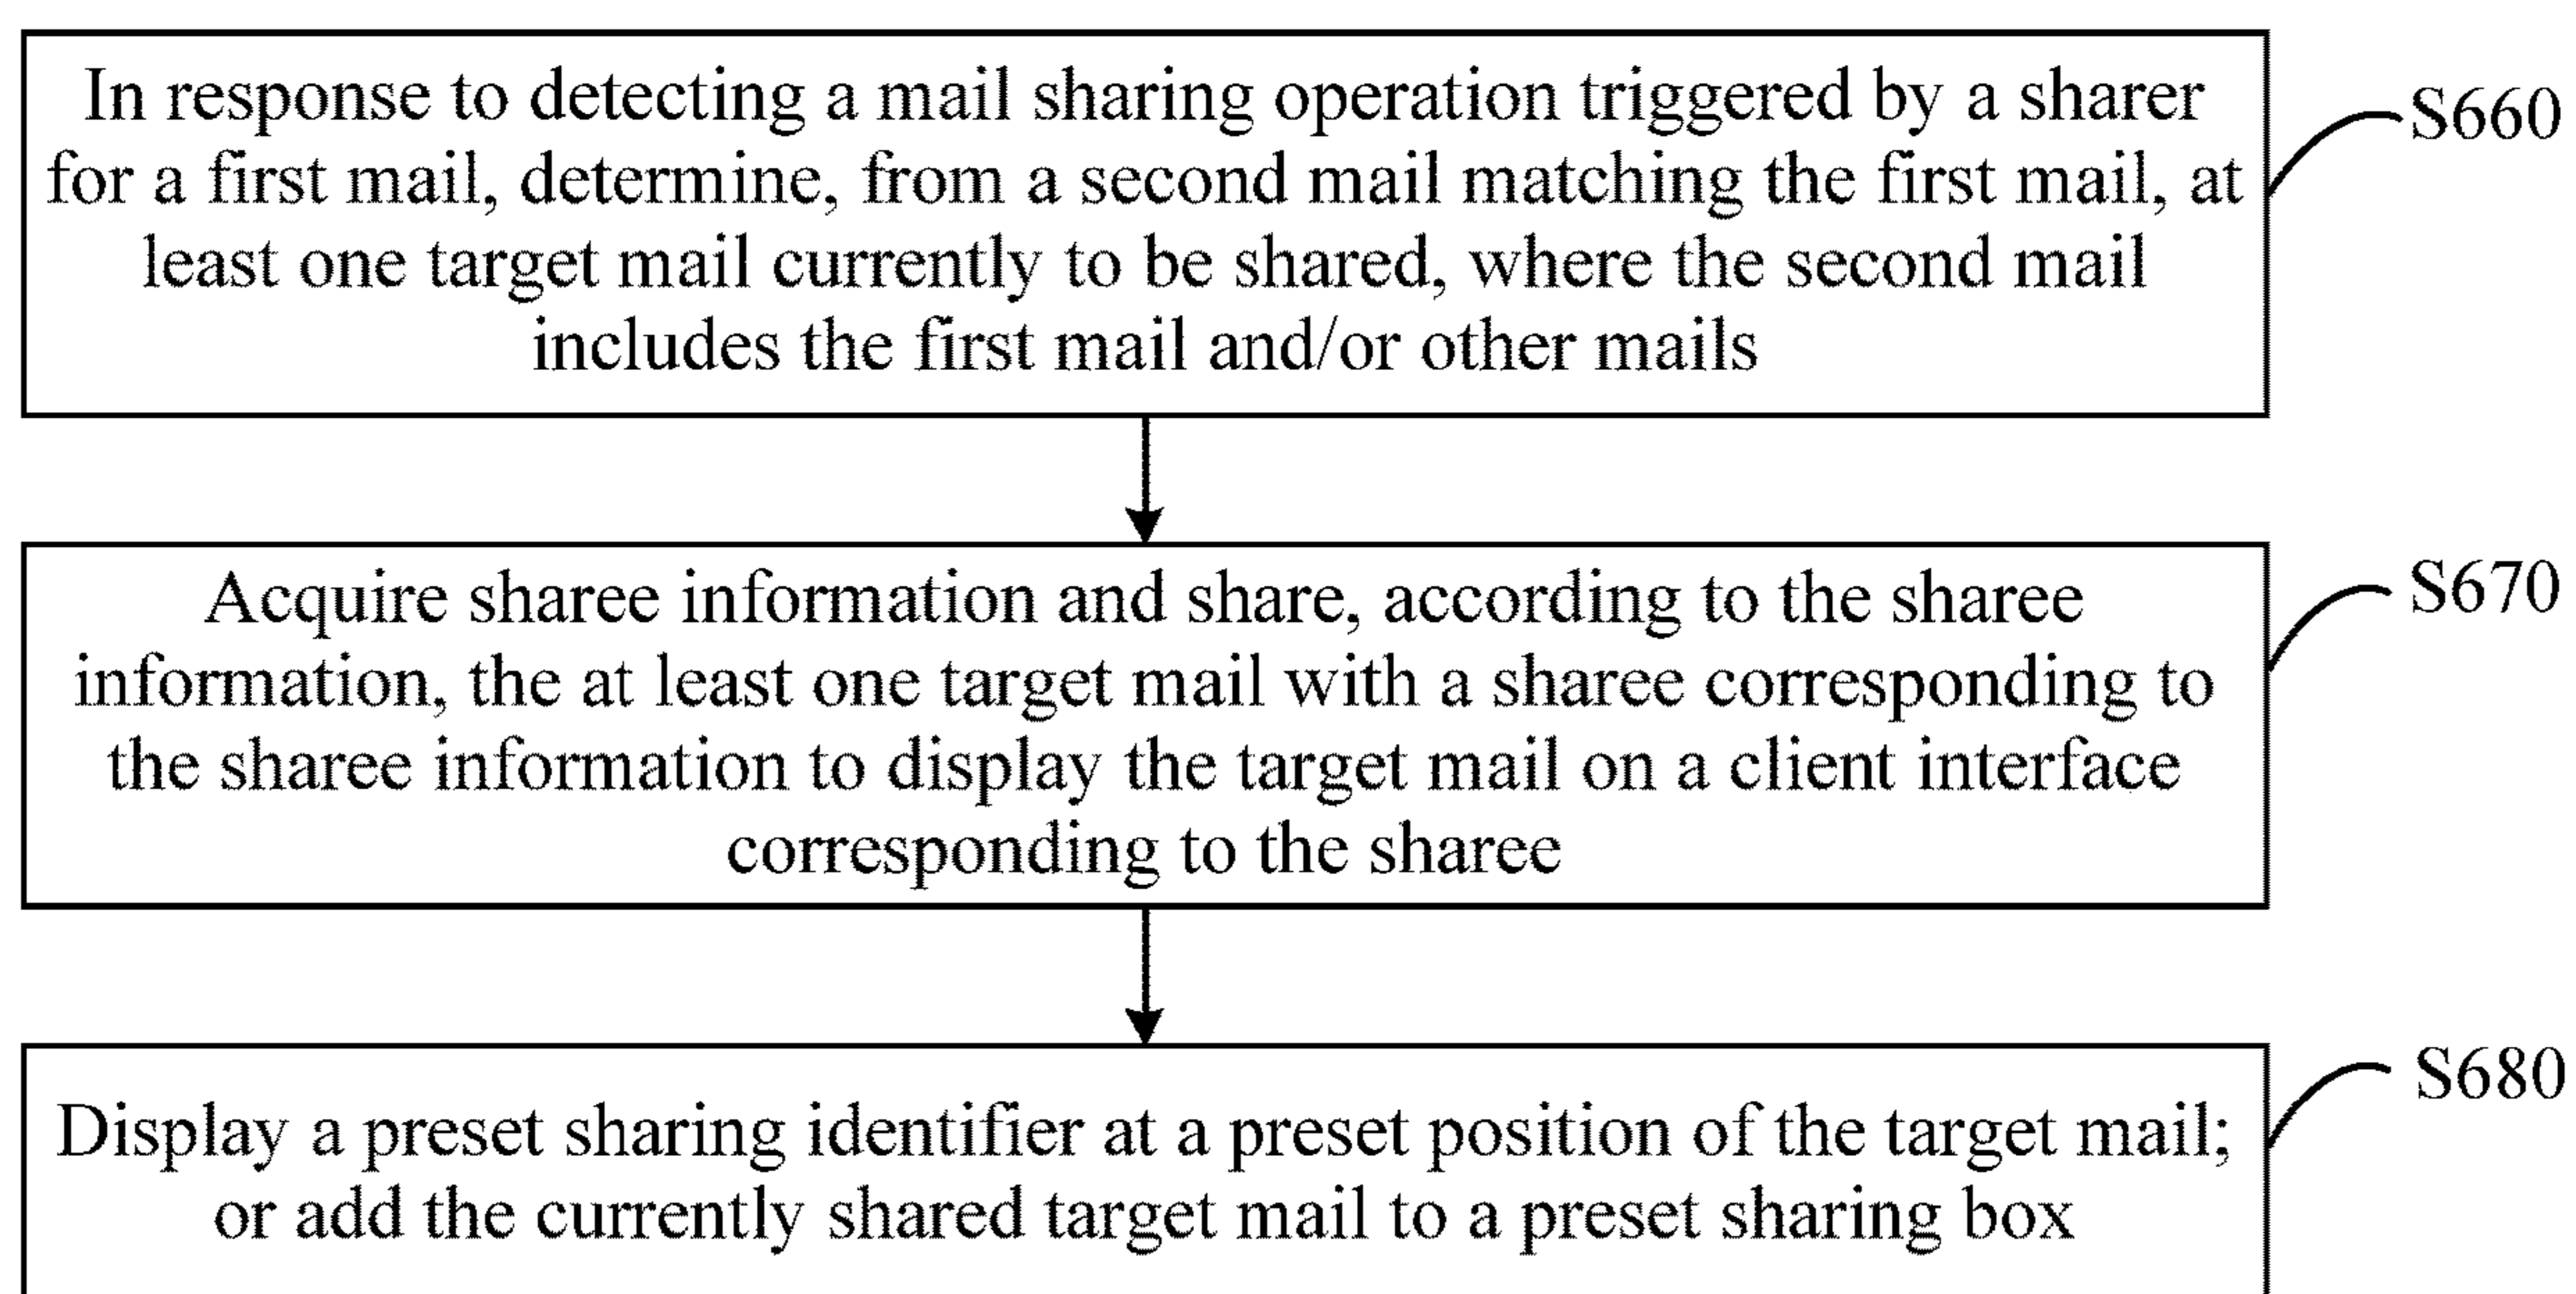 In response to detecting a mail sharing operation triggered by a sharer
for a first mail, determine, from a second mail matching the first mail, at
least one target mail currently to be shared, where the second mail
includes the first mail and/or other mails
S660
Acquire sharee information and share, according to the sharee
information, the at least one target mail with a sharee corresponding to
the sharee information to display the target mail on a client interface
corresponding to the sharee
S670
Display a preset sharing identifier at a preset position of the target mail;
or add the currently shared target mail to a preset sharing box
S680